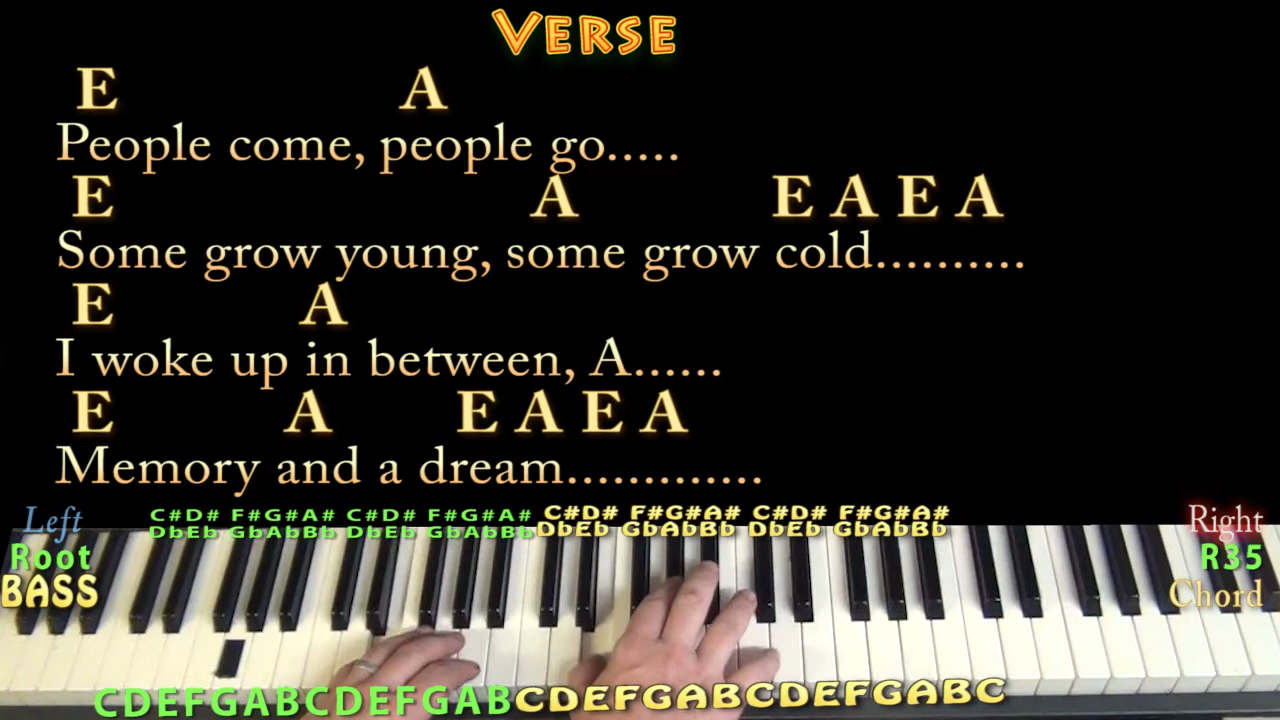 VERSE
E A
People come, people go.....
E A E A E A
Some grow young, some grow cold..........
E A
I woke up in between, A......
E A E A E A
Memory and a dream.............
Left C#D# F#G#A# C#D# F#G#A# C#D# F#G#A# C#D# F#G#A# Right
DbEb GbAbBb DbEb GbAbBb DbEb GbAbBb DbEb GbAbBb
Root R35
BASS Chord
CDEFGABCDEFGABCDEFGABCDEFGABC